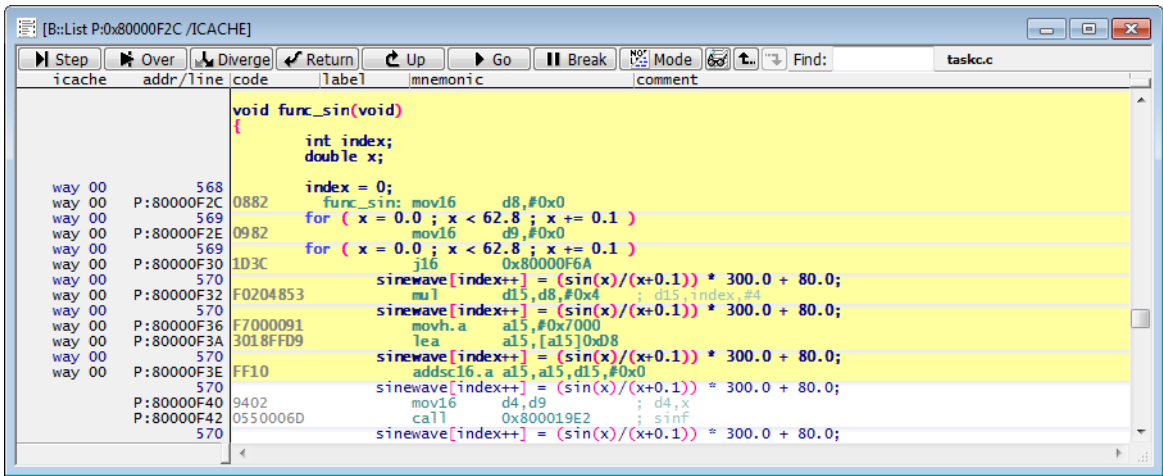 [B::List P:0x80000F2C /ICACHE]
Step Over Diverge Return Up Go Break Mode Find: taskc.c
icache addr/line code label mnemonic comment
void func_sin(void)
{
int index;
double x;
way 00 568 index = 0;
way 00 P:80000F2C 0882 func_sin: mov16 d8,#0x0
way 00 569 for ( x = 0.0 ; x < 62.8 ; x += 0.1 )
way 00 P:80000F2E 0982 mov16 d9,#0x0
way 00 569 for ( x = 0.0 ; x < 62.8 ; x += 0.1 )
way 00 P:80000F30 1D3C j16 0x80000F6A
way 00 570 sinewave[index++] = (sin(x)/(x+0.1)) * 300.0 + 80.0;
way 00 P:80000F32 F0204853 mul d15,d8,#0x4 ; d15,index,#4
way 00 570 sinewave[index++] = (sin(x)/(x+0.1)) * 300.0 + 80.0;
way 00 P:80000F36 F7000091 movh.a a15,#0x7000
way 00 P:80000F3A 3018FFD9 lea a15,[a15]0xD8
way 00 570 sinewave[index++] = (sin(x)/(x+0.1)) * 300.0 + 80.0;
way 00 P:80000F3E FF10 addsc16.a a15,a15,d15,#0x0
570 sinewave[index++] = (sin(x)/(x+0.1)) * 300.0 + 80.0;
P:80000F40 9402 mov16 d4,d9 ; d4,x
P:80000F42 0550006D call 0x800019E2 ; sinf
570 sinewave[index++] = (sin(x)/(x+0.1)) * 300.0 + 80.0;